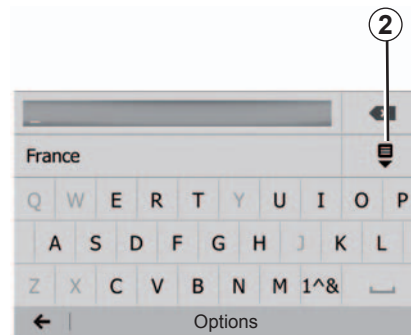 2
_
France
Q W E R T Y U I O P
A S D F G H J K L
Z X C V B N M 1^&
Options